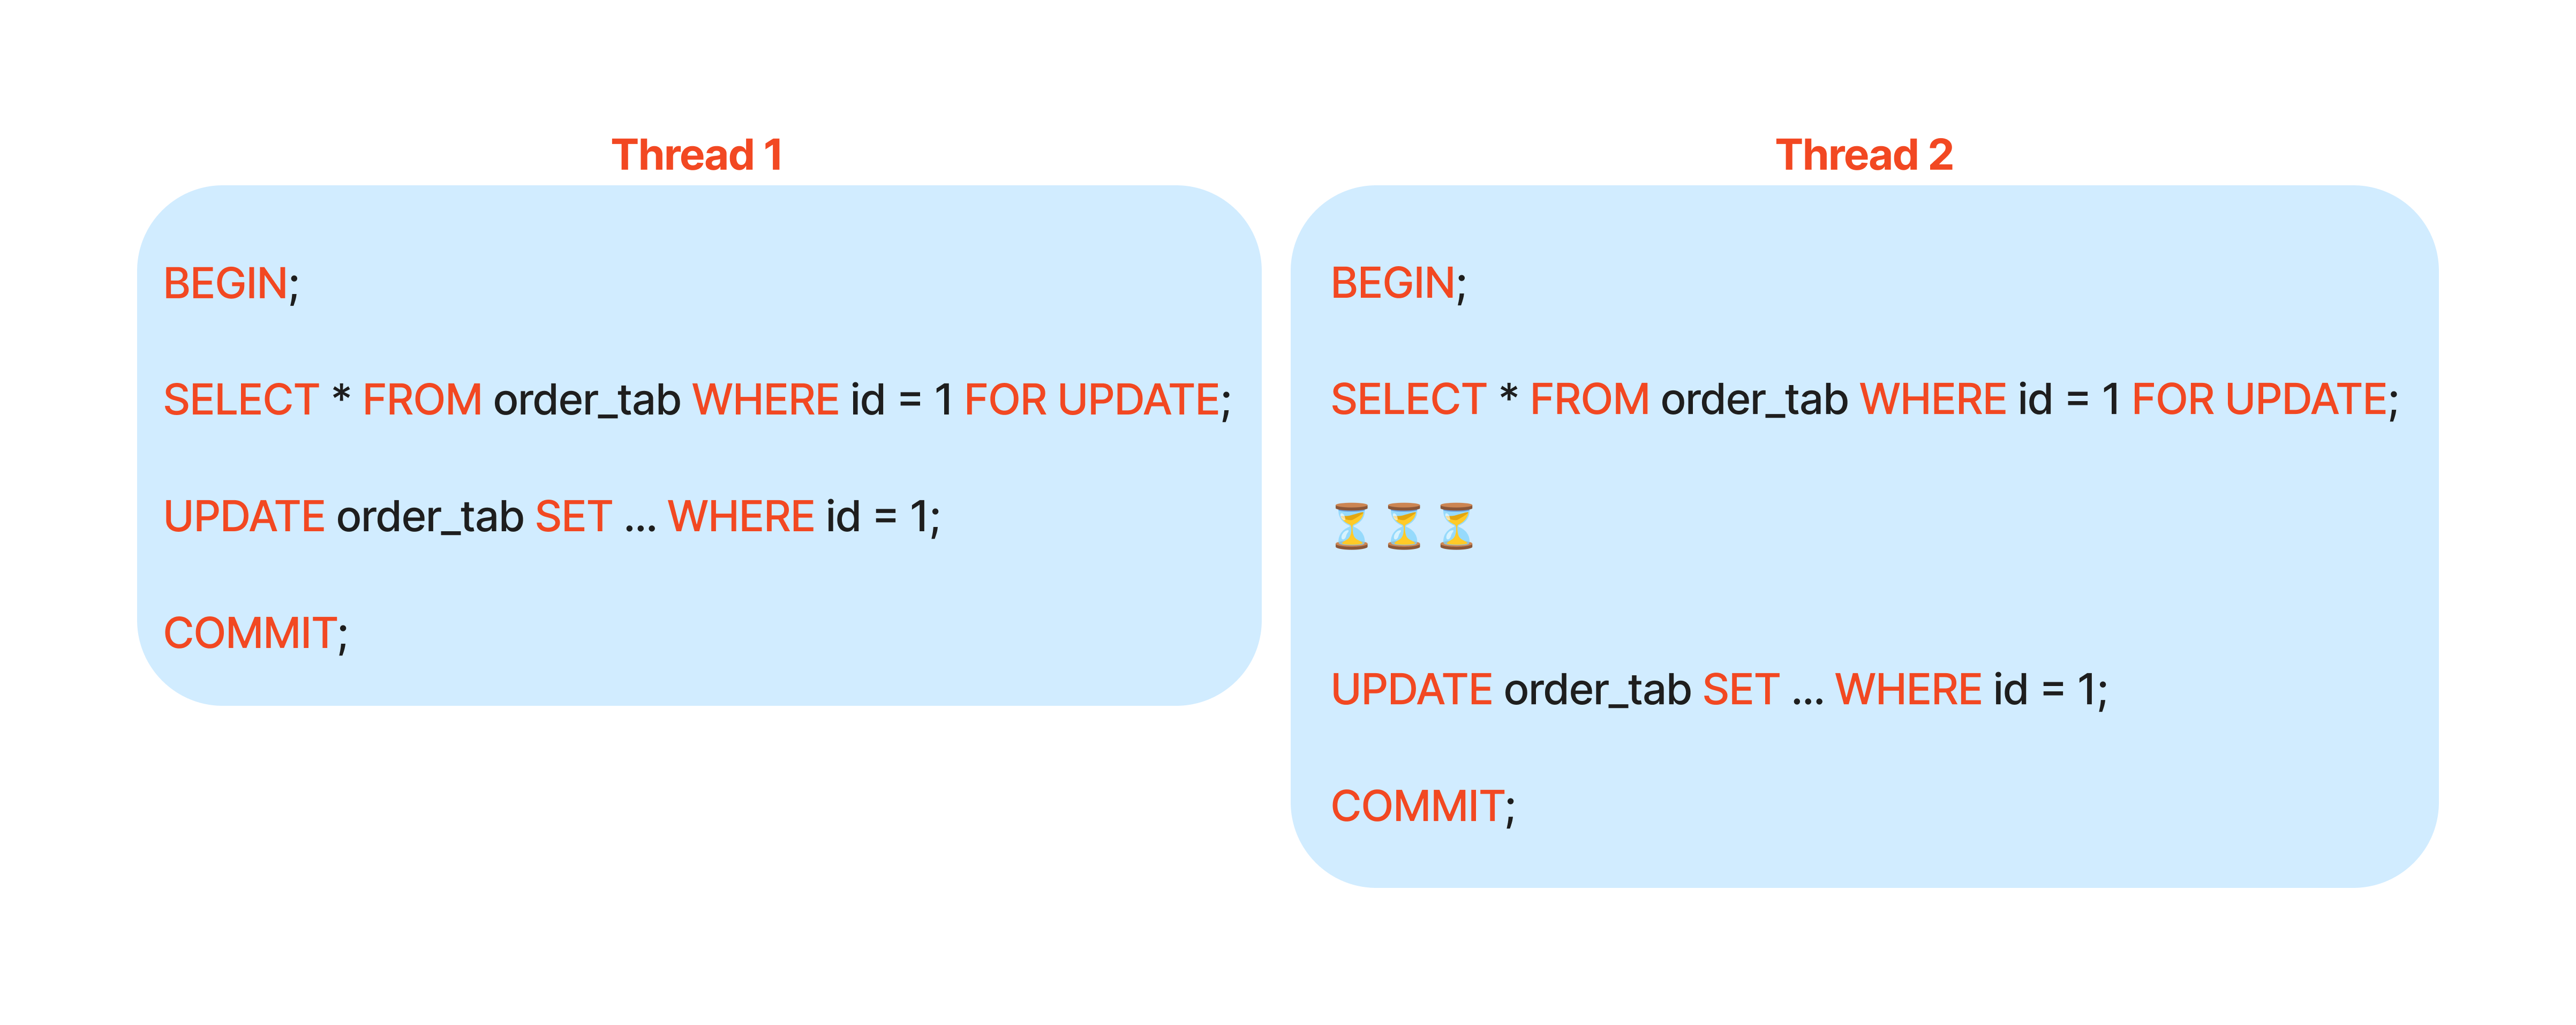 Thread 1
BEGIN;
SELECT * FROM order_tab WHERE id = 1 FOR UPDATE;
UPDATE order_tab SET ... WHERE id = 1;
COMMIT;
Thread 2
BEGIN;
SELECT * FROM order_tab WHERE id = 1 FOR UPDATE;
⏳⏳⏳
UPDATE order_tab SET ... WHERE id = 1;
COMMIT;